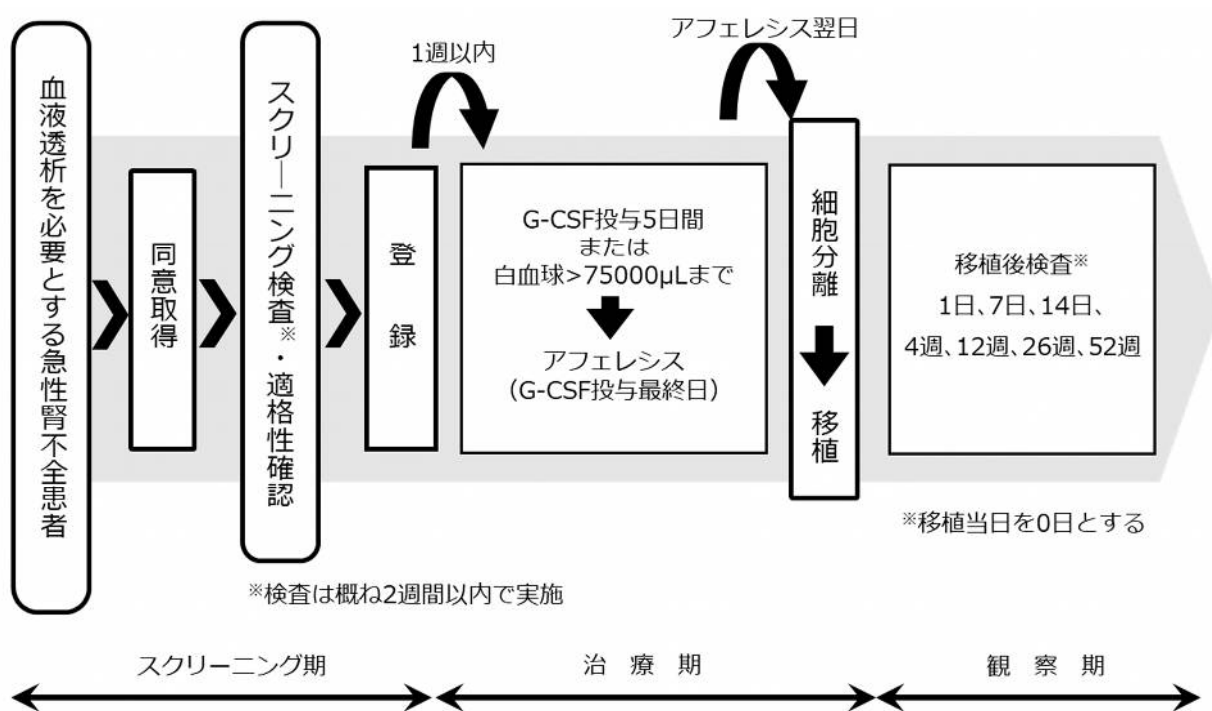 血液透析を必要とする急性腎不全患者
同意取得
スクリーニング検査※・適格性確認
※検査は概ね2週間以内で実施
登録
1週以内
G-CSF投与5日間
または
白血球>75000μLまで
アフェレシス
(G-CSF投与最終日)
アフェレシス翌日
細胞分離
移植
移植後検査※
1日、7日、14日、
4週、12週、26週、52週
※移植当日を0日とする
スクリーニング期
治療期
観察期